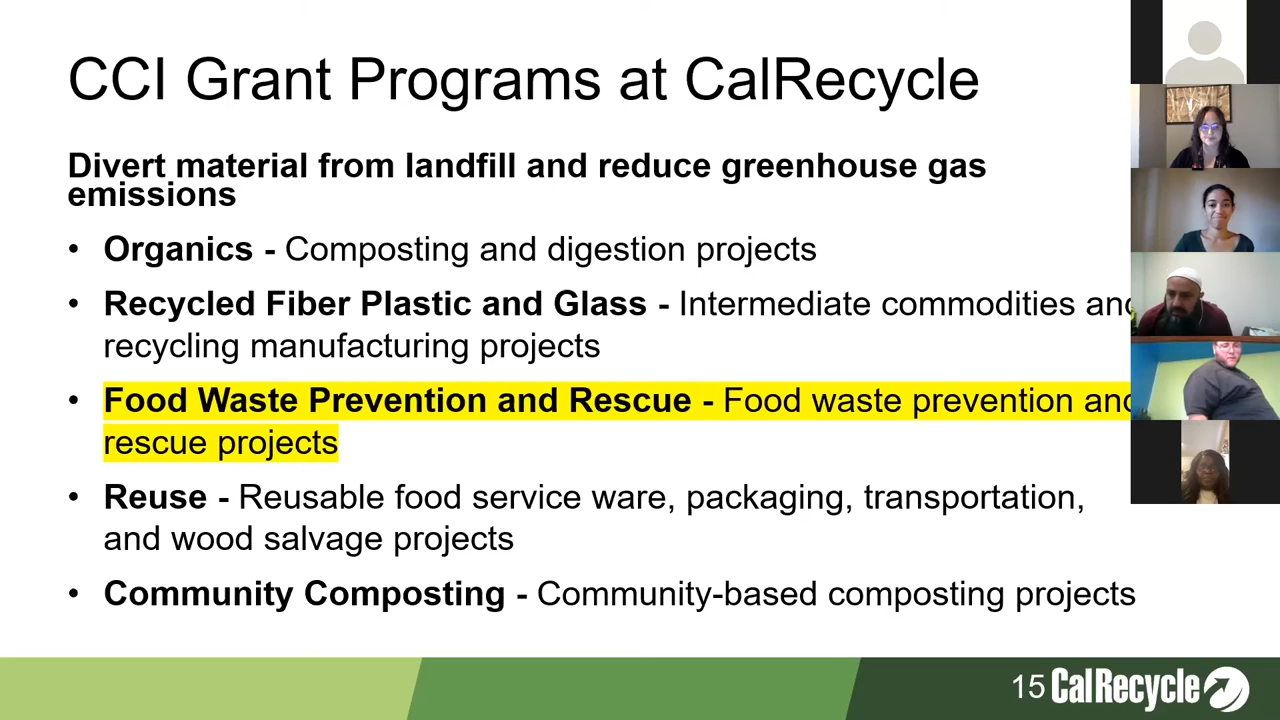 CCI Grant Programs at CalRecycle
Divert material from landfill and reduce greenhouse gas
emissions
• Organics - Composting and digestion projects
• Recycled Fiber Plastic and Glass - Intermediate commodities and
recycling manufacturing projects
• Food Waste Prevention and Rescue - Food waste prevention and
rescue projects
• Reuse - Reusable food service ware, packaging, transportation,
and wood salvage projects
• Community Composting - Community-based composting projects
15 CalRecycle